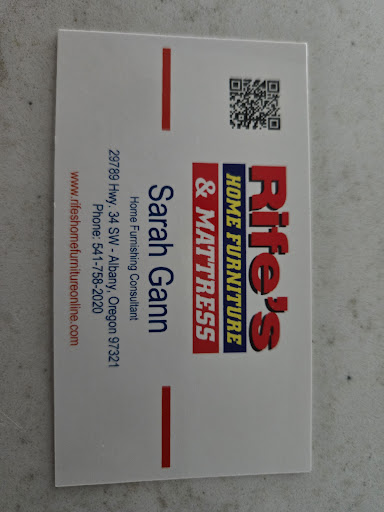 Rife's
HOME FURNITURE
& MATTRESS
Sarah Gann
Home Furnishing Consultant
29789 Hwy. 34 SW - Albany, Oregon 97321
Phone: 541-758-2020
www.rifeshomefurnitureonline.com